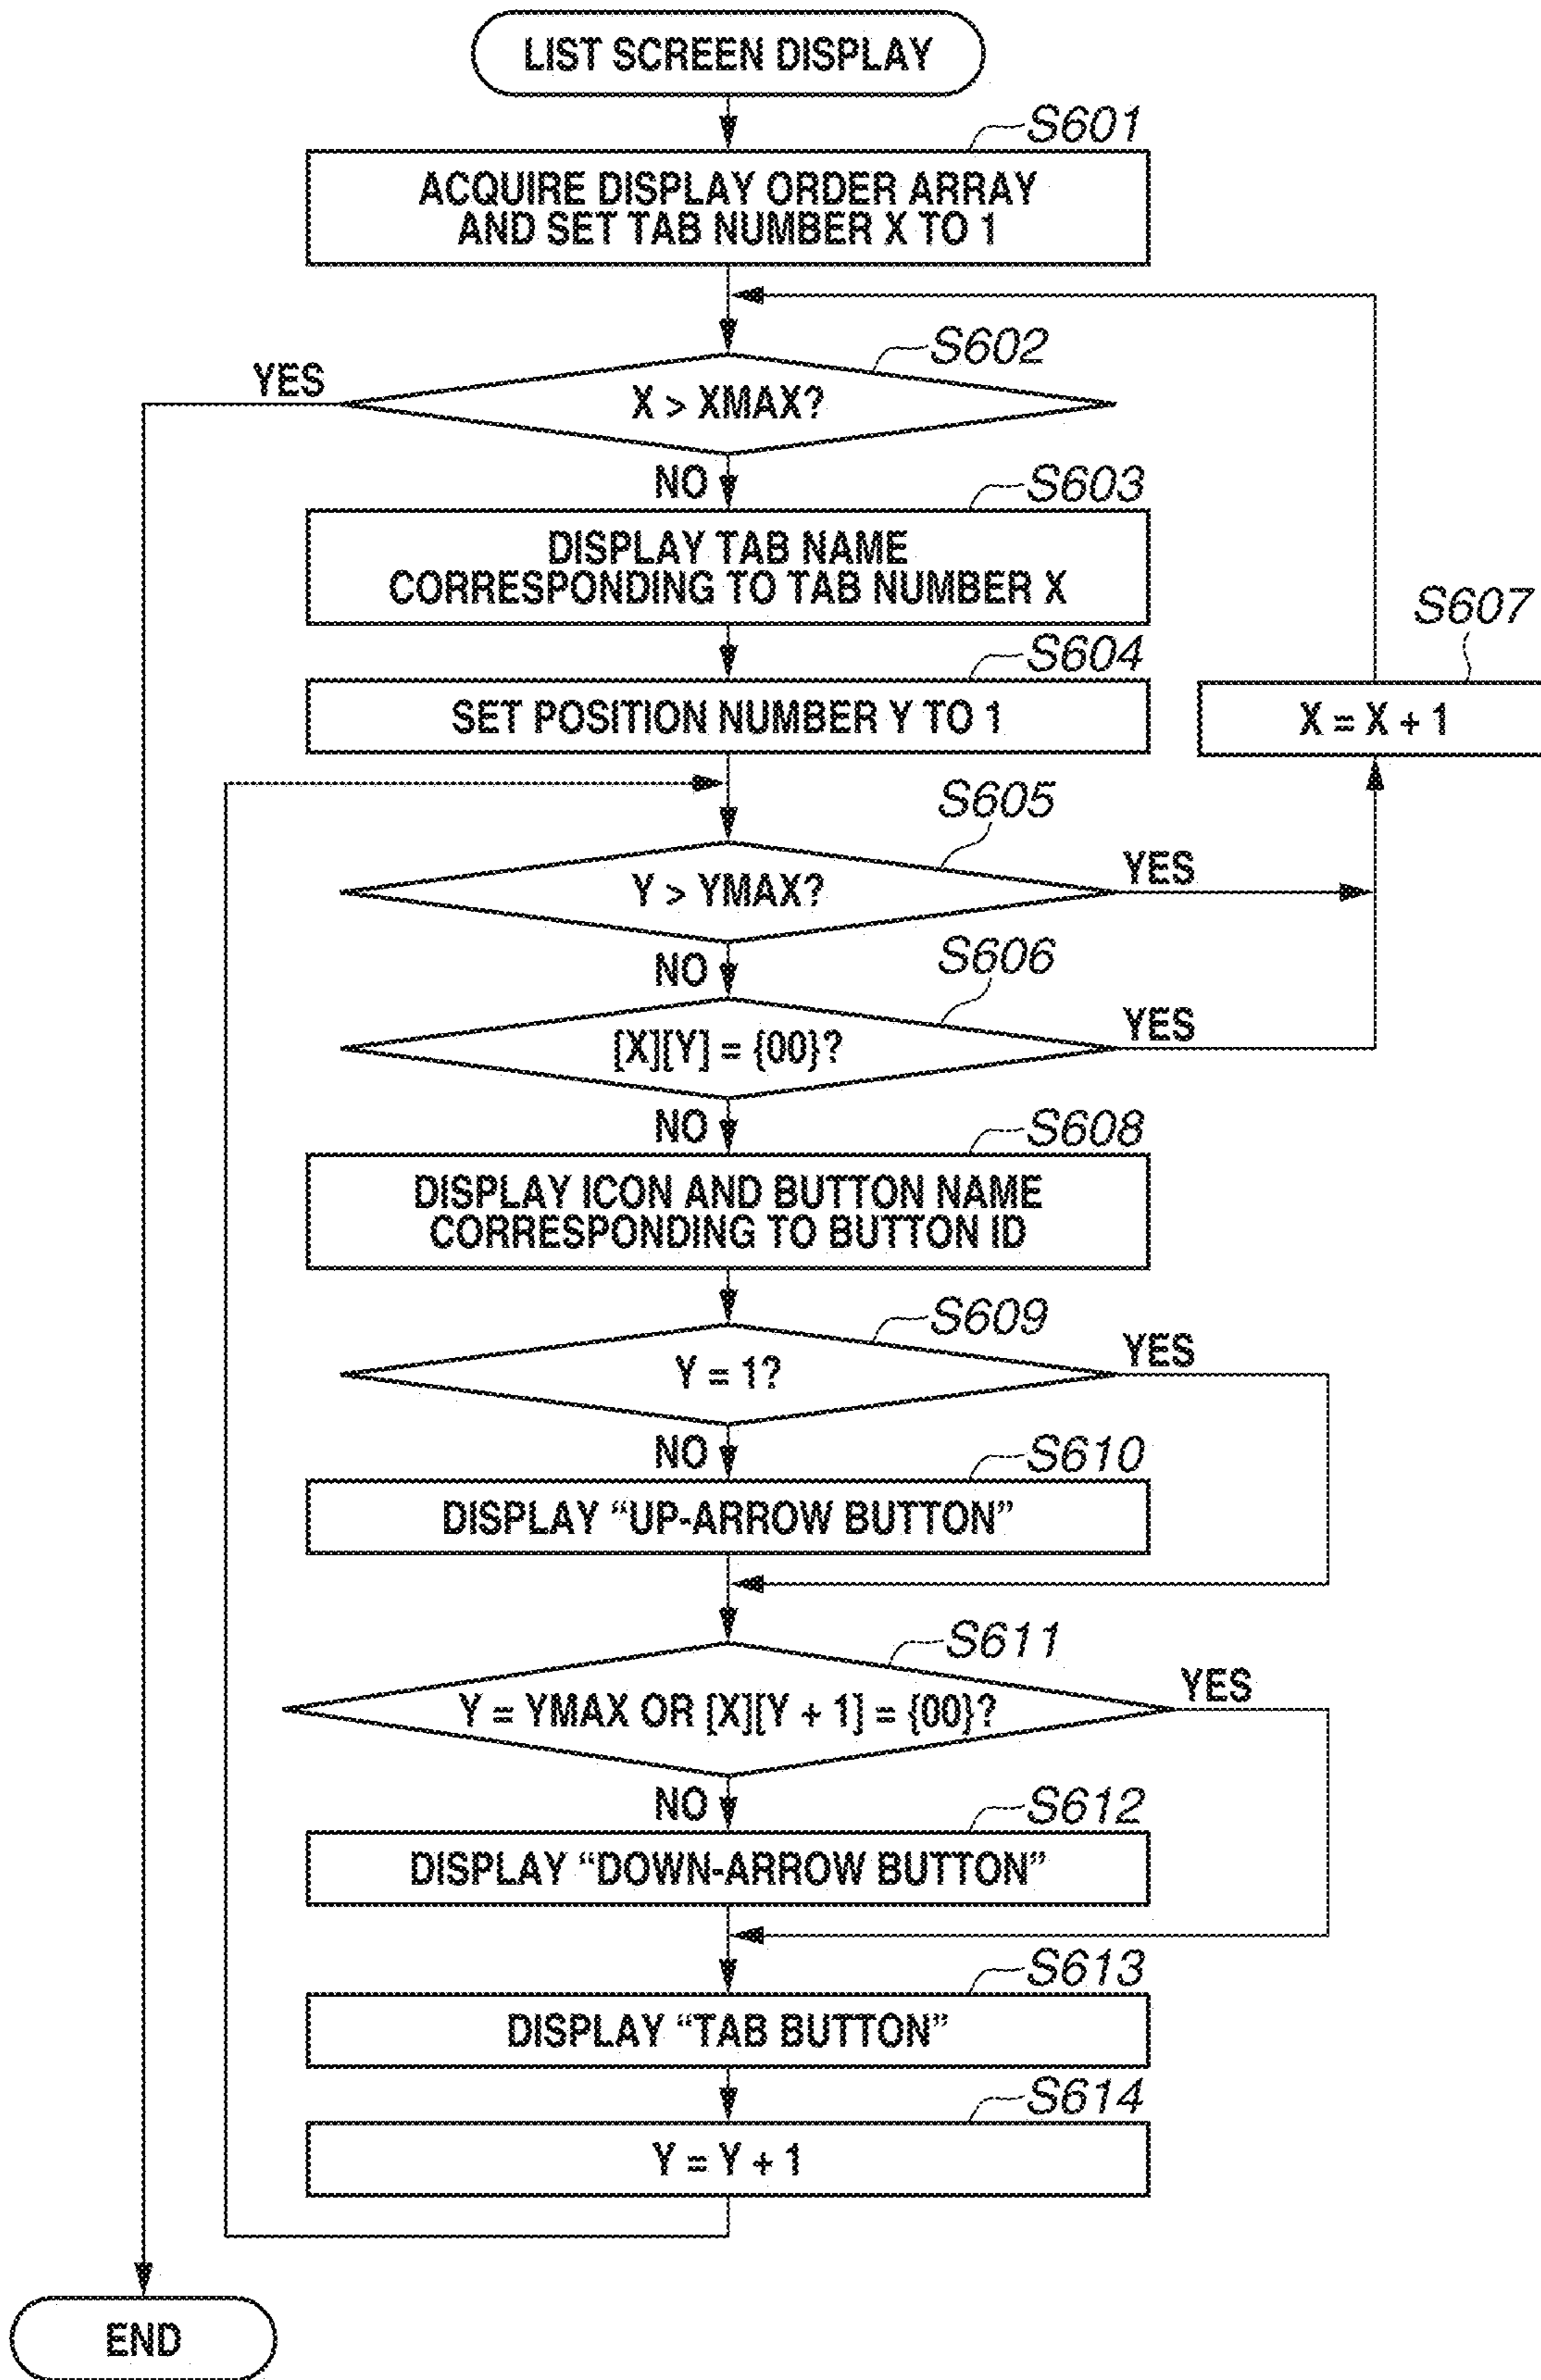 LIST SCREEN DISPLAY
S601
ACQUIRE DISPLAY ORDER ARRAY
AND SET TAB NUMBER X TO 1
S602
YES
X > XMAX?
NO
S603
DISPLAY TAB NAME
CORRESPONDING TO TAB NUMBER X
S607
S604
SET POSITION NUMBER Y TO 1
X = X + 1
S605
YES
Y > YMAX?
NO
S606
YES
[X][Y] = {00}?
NO
S608
DISPLAY ICON AND BUTTON NAME
CORRESPONDING TO BUTTON ID
S609
YES
Y = 1?
NO
S610
DISPLAY “UP-ARROW BUTTON”
S611
YES
Y = YMAX OR [X][Y + 1] = {00}?
NO
S612
DISPLAY “DOWN-ARROW BUTTON”
S613
DISPLAY “TAB BUTTON”
S614
Y = Y + 1
END